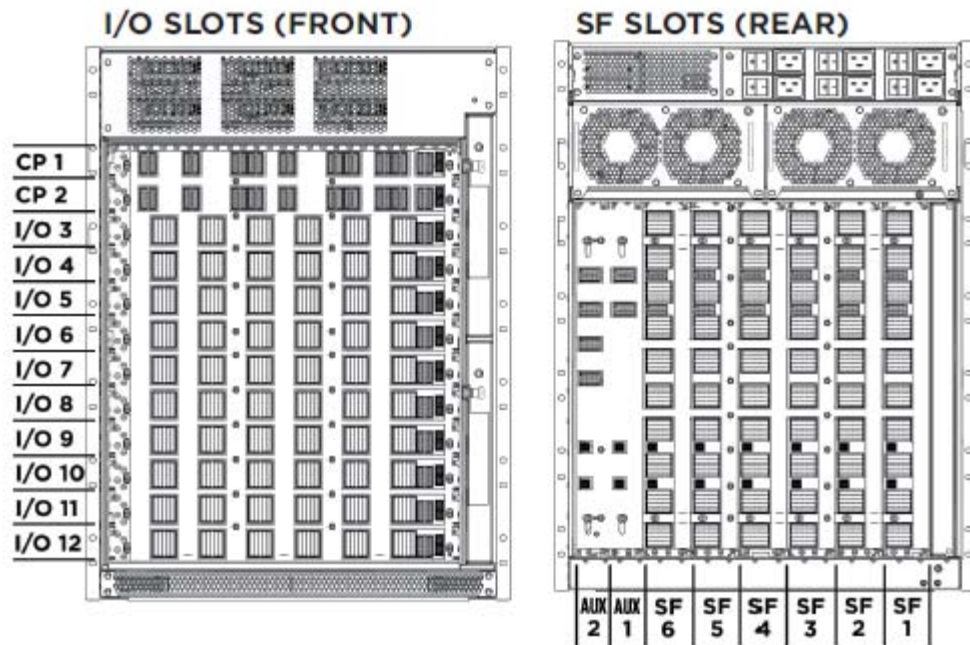 I/O SLOTS (FRONT)
SF SLOTS (REAR)
CP 1
CP 2
I/O 3
I/O 4
I/O 5
I/O 6
I/O 7
I/O 8
I/O 9
I/O 10
I/O 11
I/O 12
AUX 2
AUX 1
SF 6
SF 5
SF 4
SF 3
SF 2
SF 1